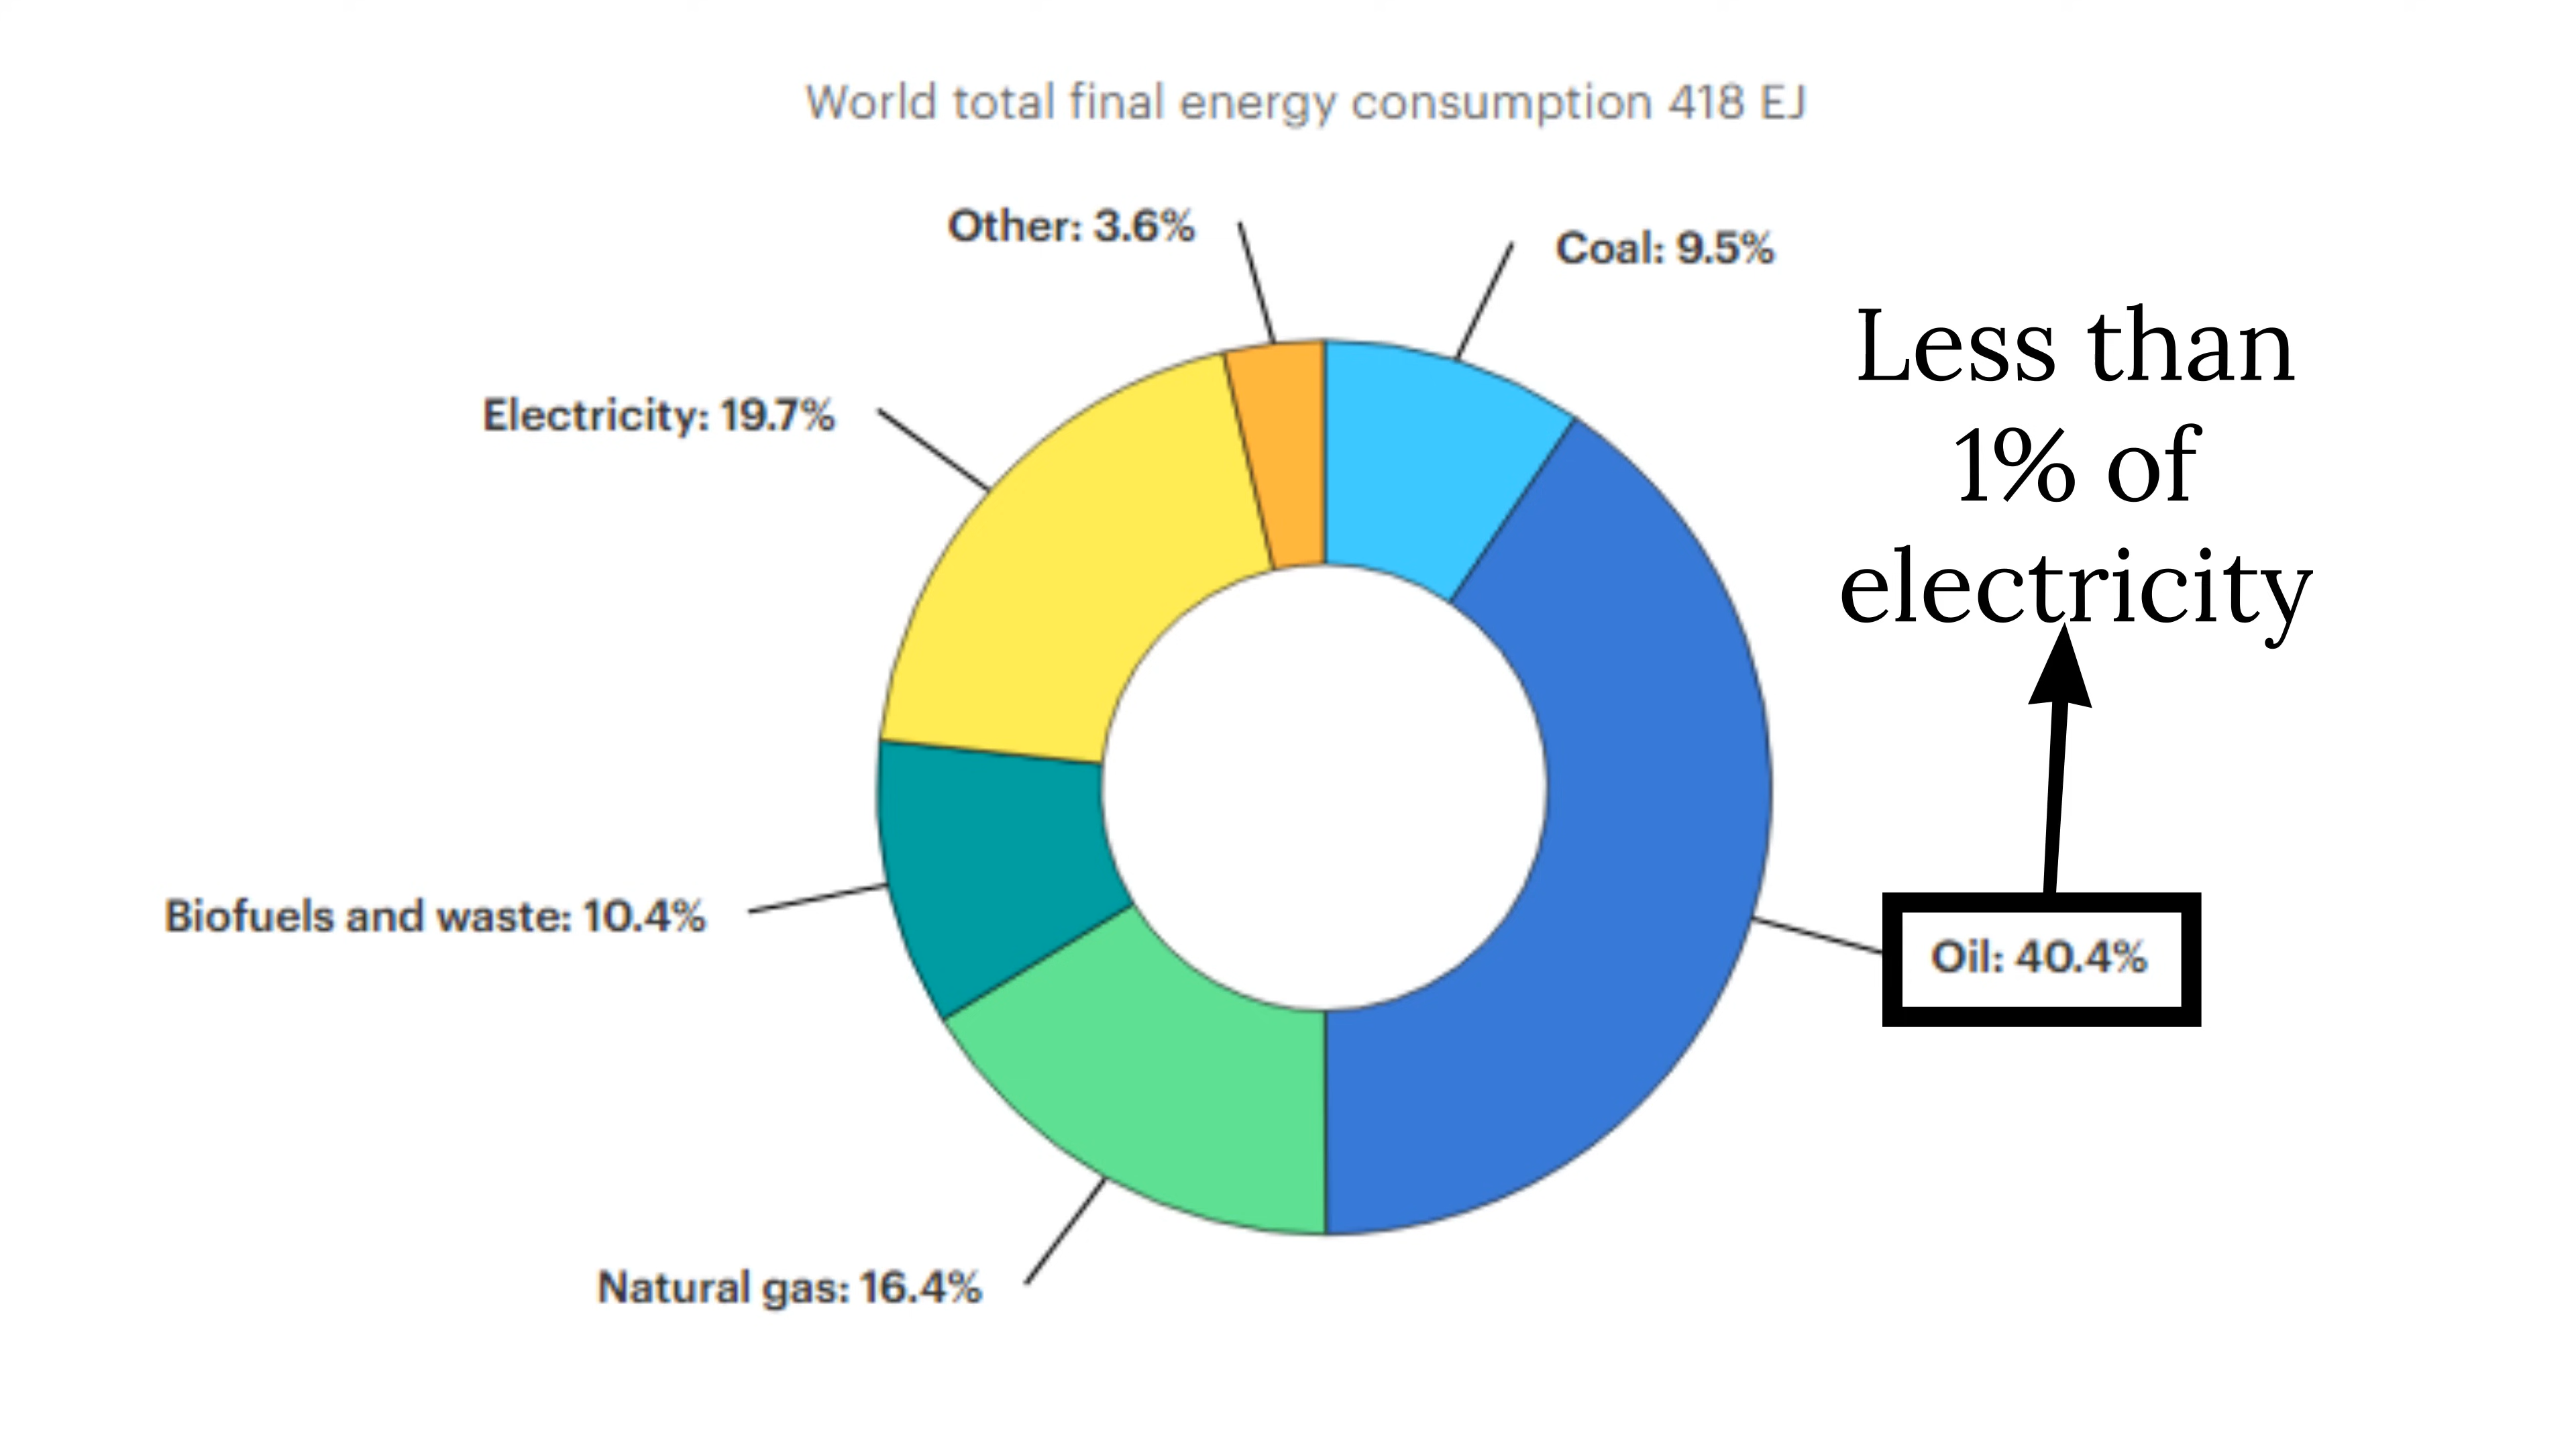 World total final energy consumption 418 EJ
Other: 3.6%
Coal: 9.5%
Less than
1% of
electricity
Electricity: 19.7%
Biofuels and waste: 10.4%
Oil: 40.4%
Natural gas: 16.4%